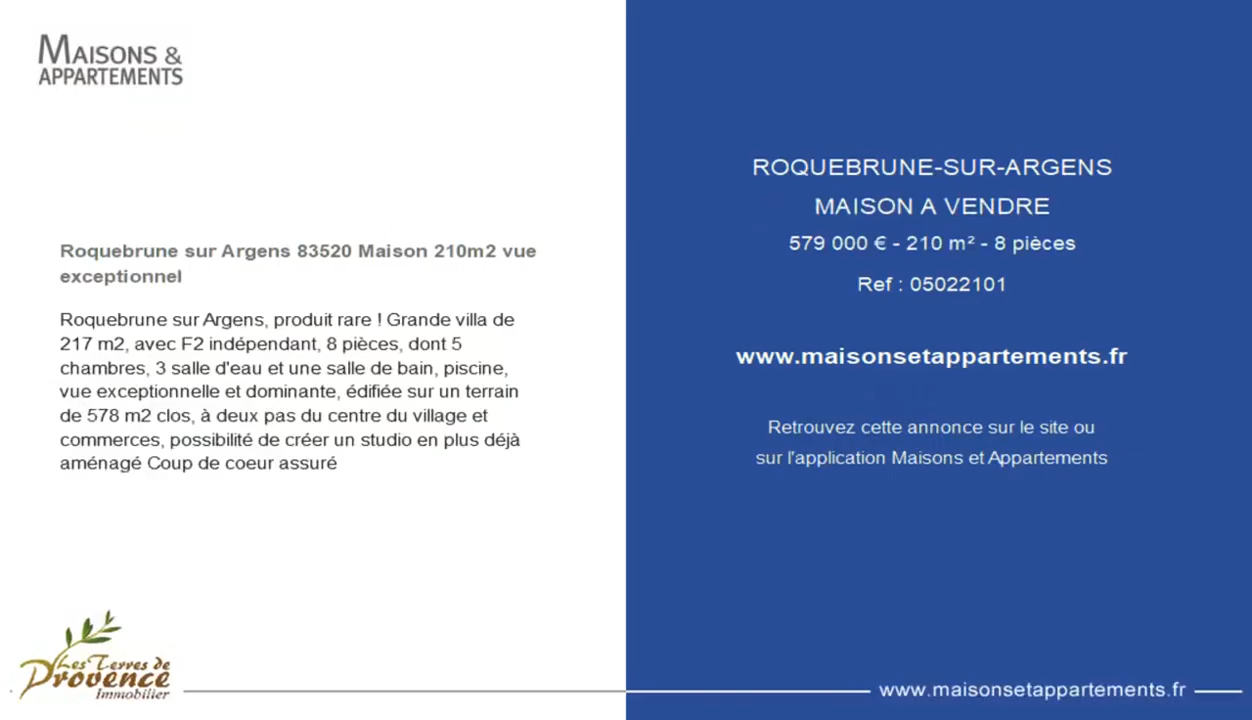 MAISONS &
APPARTEMENTS
Roquebrune sur Argens 83520 Maison 210m2 vue
exceptionnel
Roquebrune sur Argens, produit rare ! Grande villa de
217 m2, avec F2 indépendant, 8 pièces, dont 5
chambres, 3 salle d'eau et une salle de bain, piscine,
vue exceptionnelle et dominante, édifiée sur un terrain
de 578 m2 clos, à deux pas du centre du village et
commerces, possibilité de créer un studio en plus déjà
aménagé Coup de coeur assuré
Les Terres de
Provence
Immobilier
ROQUEBRUNE-SUR-ARGENS
MAISON A VENDRE
579 000 € - 210 m² - 8 pièces
Ref : 05022101
www.maisonsetappartements.fr
Retrouvez cette annonce sur le site ou
sur l'application Maisons et Appartements
www.maisonsetappartements.fr